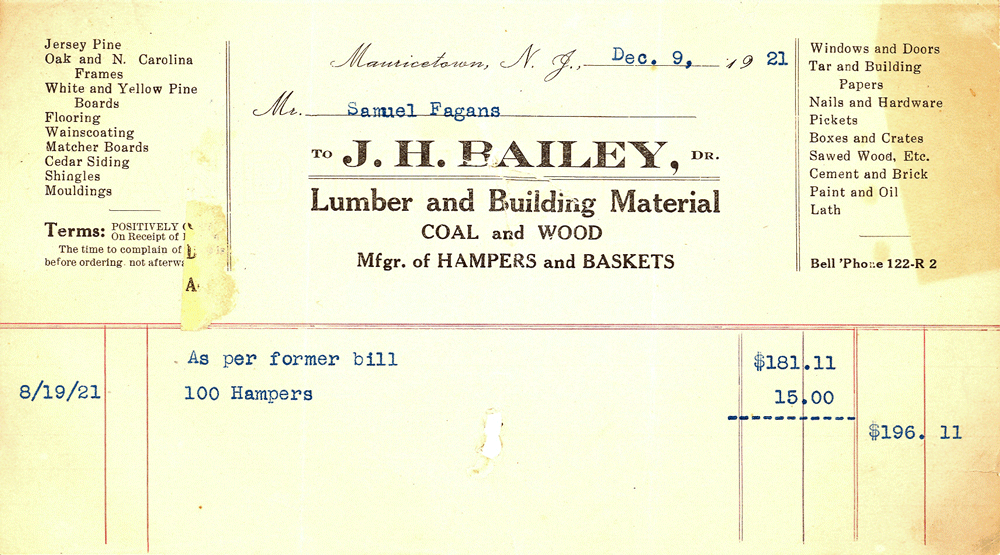 Jersey Pine
Oak and N. Carolina
Frames
White and Yellow Pine
Boards
Flooring
Wainscoating
Matcher Boards
Cedar Siding
Shingles
Mouldings
Terms: POSITIVELY
On Receipt of
The time to complain of
before ordering. not
A
Mauricetown, N. J., Dec. 9, 19 21
Mr. Samuel Fagans
TO J. H. BAILEY, DR.
Lumber and Building Material
COAL and WOOD
Mfgr. of HAMPERS and BASKETS
Windows and Doors
Tar and Building
Papers
Nails and Hardware
Pickets
Boxes and Crates
Sawed Wood, Etc.
Cement and Brick
Paint and Oil
Lath
Bell 'Phone 122-R 2
As per former bill $181.11
8/19/21 100 Hampers 15.00
$196. 11